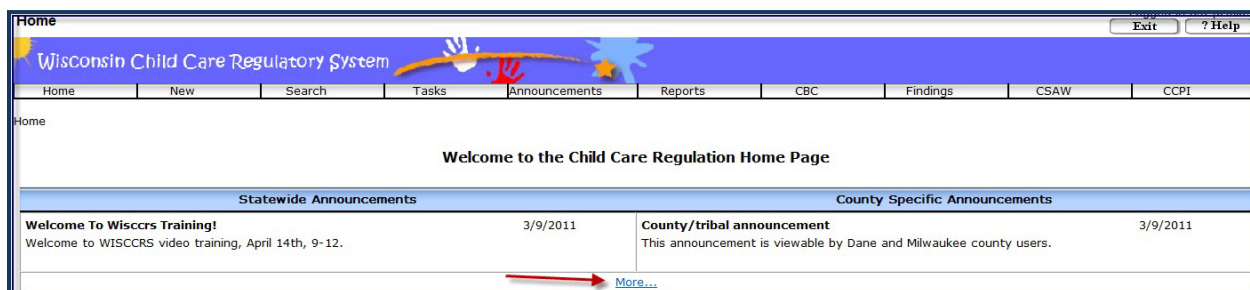 Home
Exit ? Help
Wisconsin Child Care Regulatory System
Home New Search Tasks Announcements Reports CBC Findings CSAW CCPI
Home
Welcome to the Child Care Regulation Home Page
Statewide Announcements County Specific Announcements
Welcome To Wisccrs Training! 3/9/2011 County/tribal announcement 3/9/2011
Welcome to WISCCRS video training, April 14th, 9-12. This announcement is viewable by Dane and Milwaukee county users.
More...